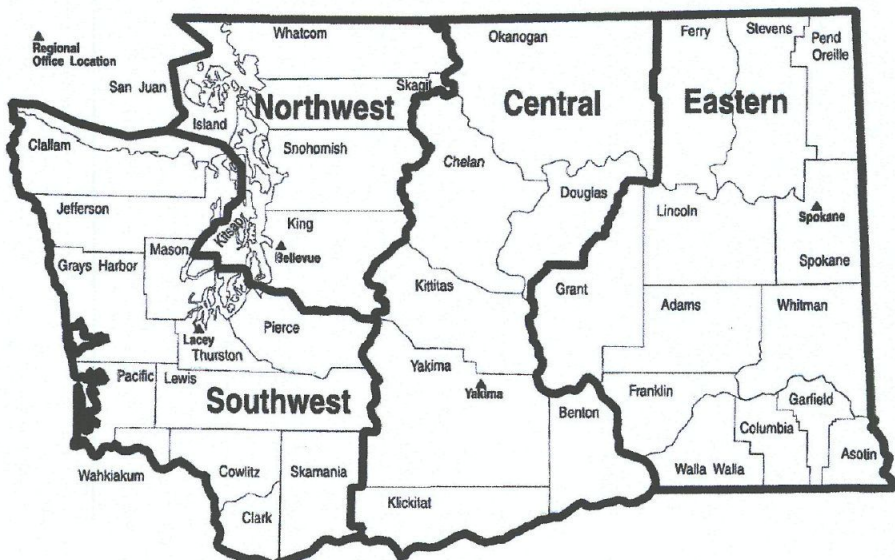 ▲ Regional
Office Location
San Juan
Whatcom
Skagit
Northwest
Island
Snohomish
King
Kitsap
▲ Bellevue
Clallam
Jefferson
Mason
Grays Harbor
▲
Lacey
Thurston
Pierce
Pacific
Lewis
Southwest
Wahkiakum
Cowlitz
Skamania
Clark
Okanogan
Central
Chelan
Douglas
Kittitas
Yakima
▲
Yakima
Benton
Klickitat
Ferry
Stevens
Pend
Oreille
Eastern
Lincoln
▲
Spokane
Spokane
Grant
Adams
Whitman
Franklin
Garfield
Columbia
Walla Walla
Asotin